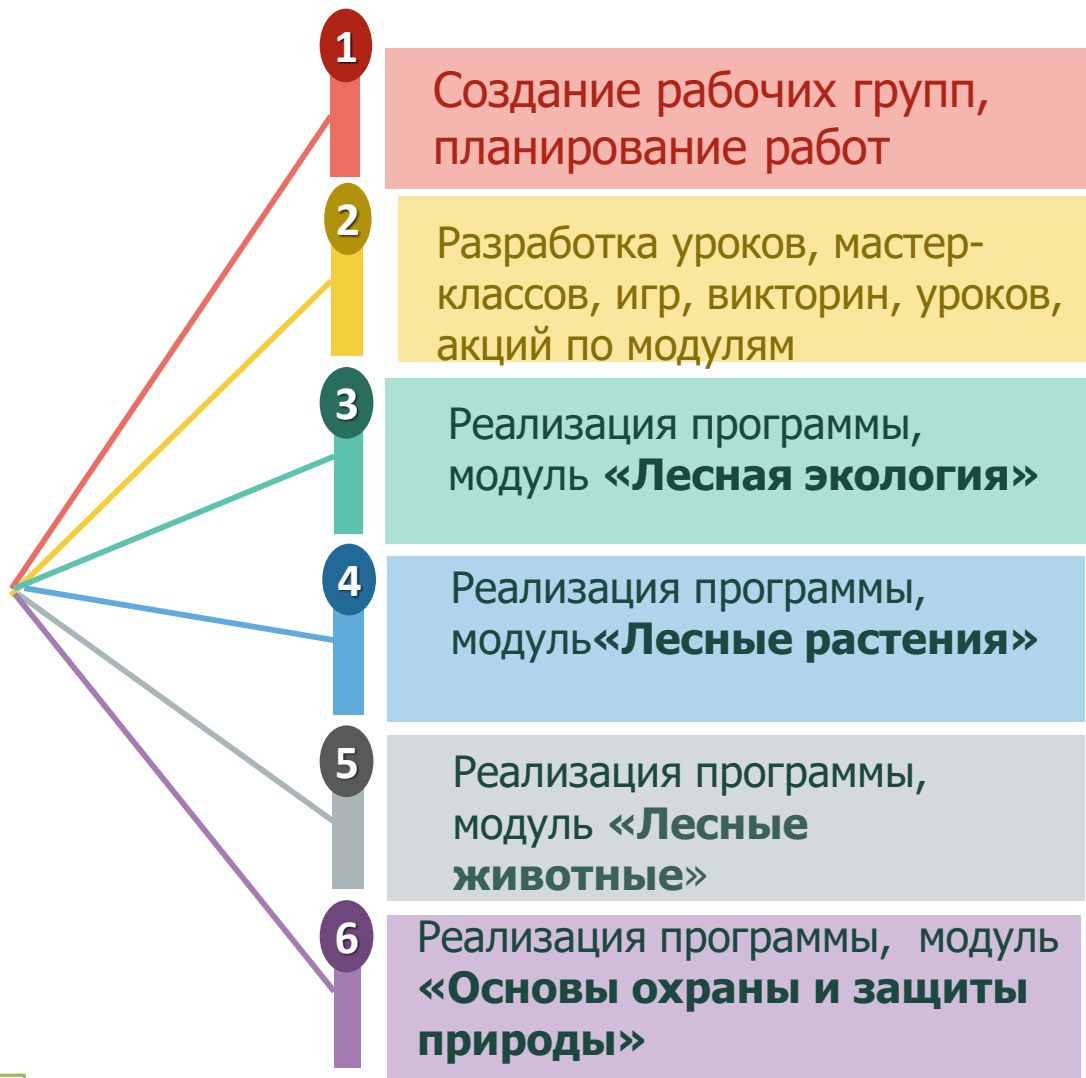 1
Создание рабочих групп,
планирование работ
2
Разработка уроков, мастер-
классов, игр, викторин, уроков,
акций по модулям
3
Реализация программы,
модуль «Лесная экология»
4
Реализация программы,
модуль«Лесные растения»
5
Реализация программы,
модуль «Лесные
животные»
6
Реализация программы, модуль
«Основы охраны и защиты
природы»